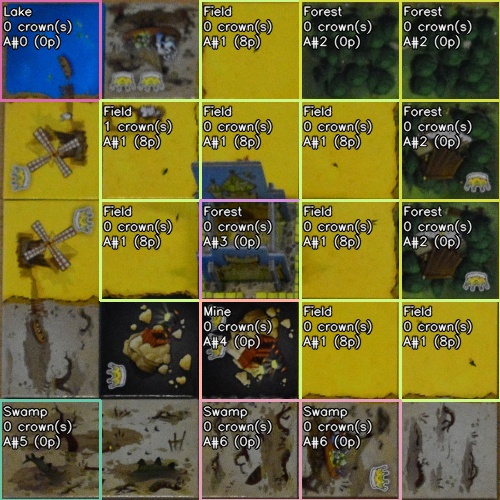 Lake
0 crown(s)
A#0 (0p)
Field
0 crown(s)
A#1 (8p)
Forest
0 crown(s)
A#2 (0p)
Forest
0 crown(s)
A#2 (0p)
Field
1 crown(s)
A#1 (8p)
Field
0 crown(s)
A#1 (8p)
Field
0 crown(s)
A#1 (8p)
Forest
0 crown(s)
A#2 (0p)
Field
0 crown(s)
A#1 (8p)
Forest
0 crown(s)
A#3 (0p)
Field
0 crown(s)
A#1 (8p)
Forest
0 crown(s)
A#2 (0p)
Mine
0 crown(s)
A#4 (0p)
Field
0 crown(s)
A#1 (8p)
Field
0 crown(s)
A#1 (8p)
Swamp
0 crown(s)
A#5 (0p)
Swamp
0 crown(s)
A#6 (0p)
Swamp
0 crown(s)
A#6 (0p)